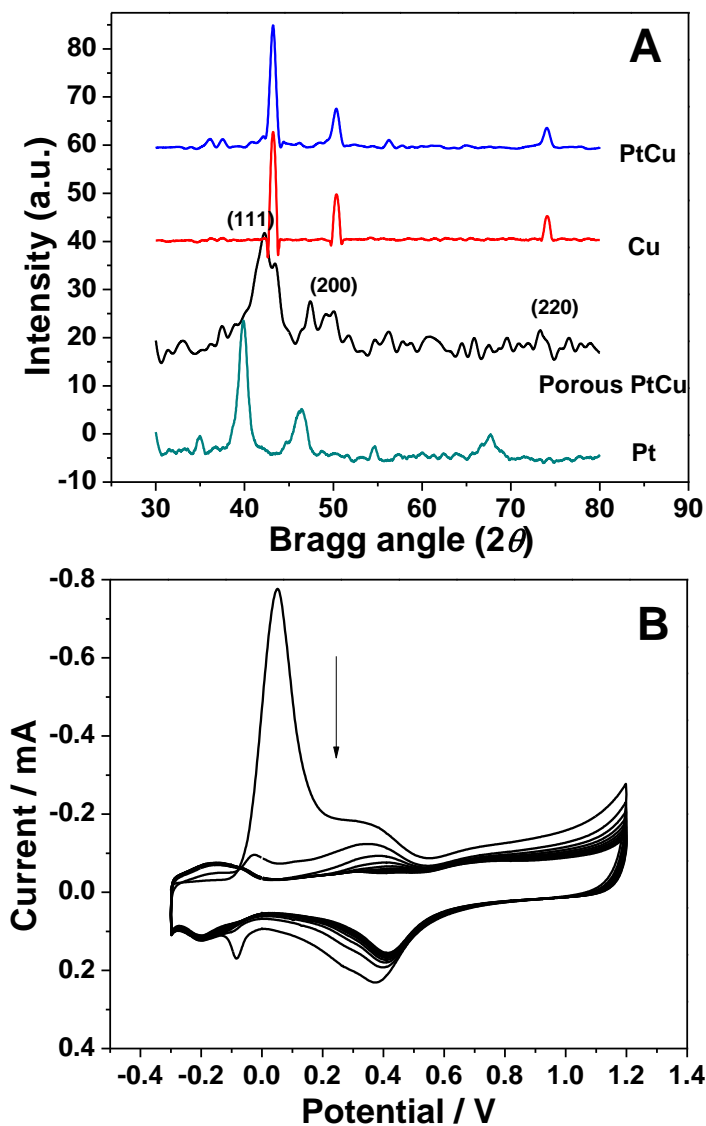 A
80
70
60
50
40
30
20
10
0
-10
Intensity (a.u.)
PtCu
Cu
(111)
(200)
(220)
Porous PtCu
Pt
30 40 50 60 70 80 90
Bragg angle (2θ)
B
-0.8
-0.6
-0.4
-0.2
0.0
0.2
0.4
Current / mA
-0.4 -0.2 0.0 0.2 0.4 0.6 0.8 1.0 1.2 1.4
Potential / V